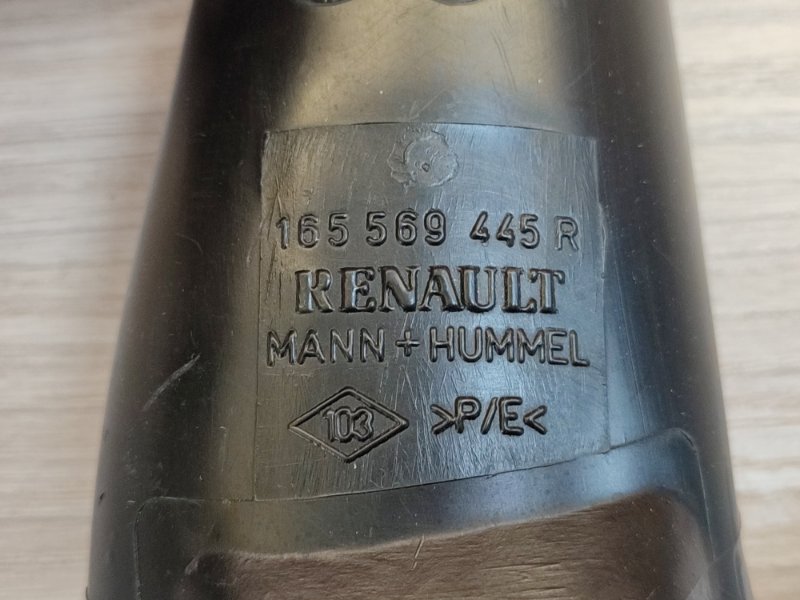 165 569 445 R
RENAULT
MANN + HUMMEL
103 >P/E<